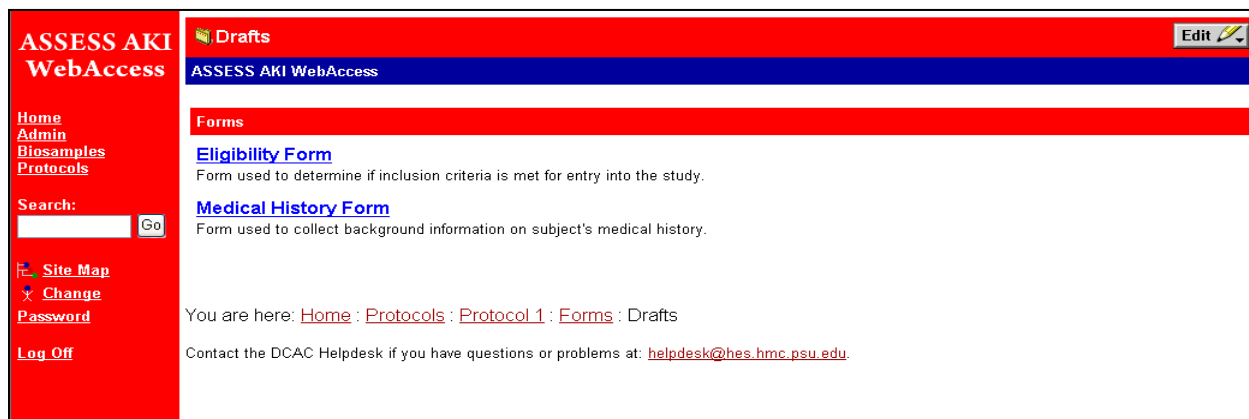 ASSESS AKI
WebAccess
Home
Admin
Biosamples
Protocols
Search:
Go
Site Map
Change
Password
Log Off
Drafts
Edit
ASSESS AKI WebAccess
Forms
Eligibility Form
Form used to determine if inclusion criteria is met for entry into the study.
Medical History Form
Form used to collect background information on subject's medical history.
You are here: Home : Protocols : Protocol 1 : Forms : Drafts
Contact the DCAC Helpdesk if you have questions or problems at: helpdesk@hes.hmc.psu.edu.